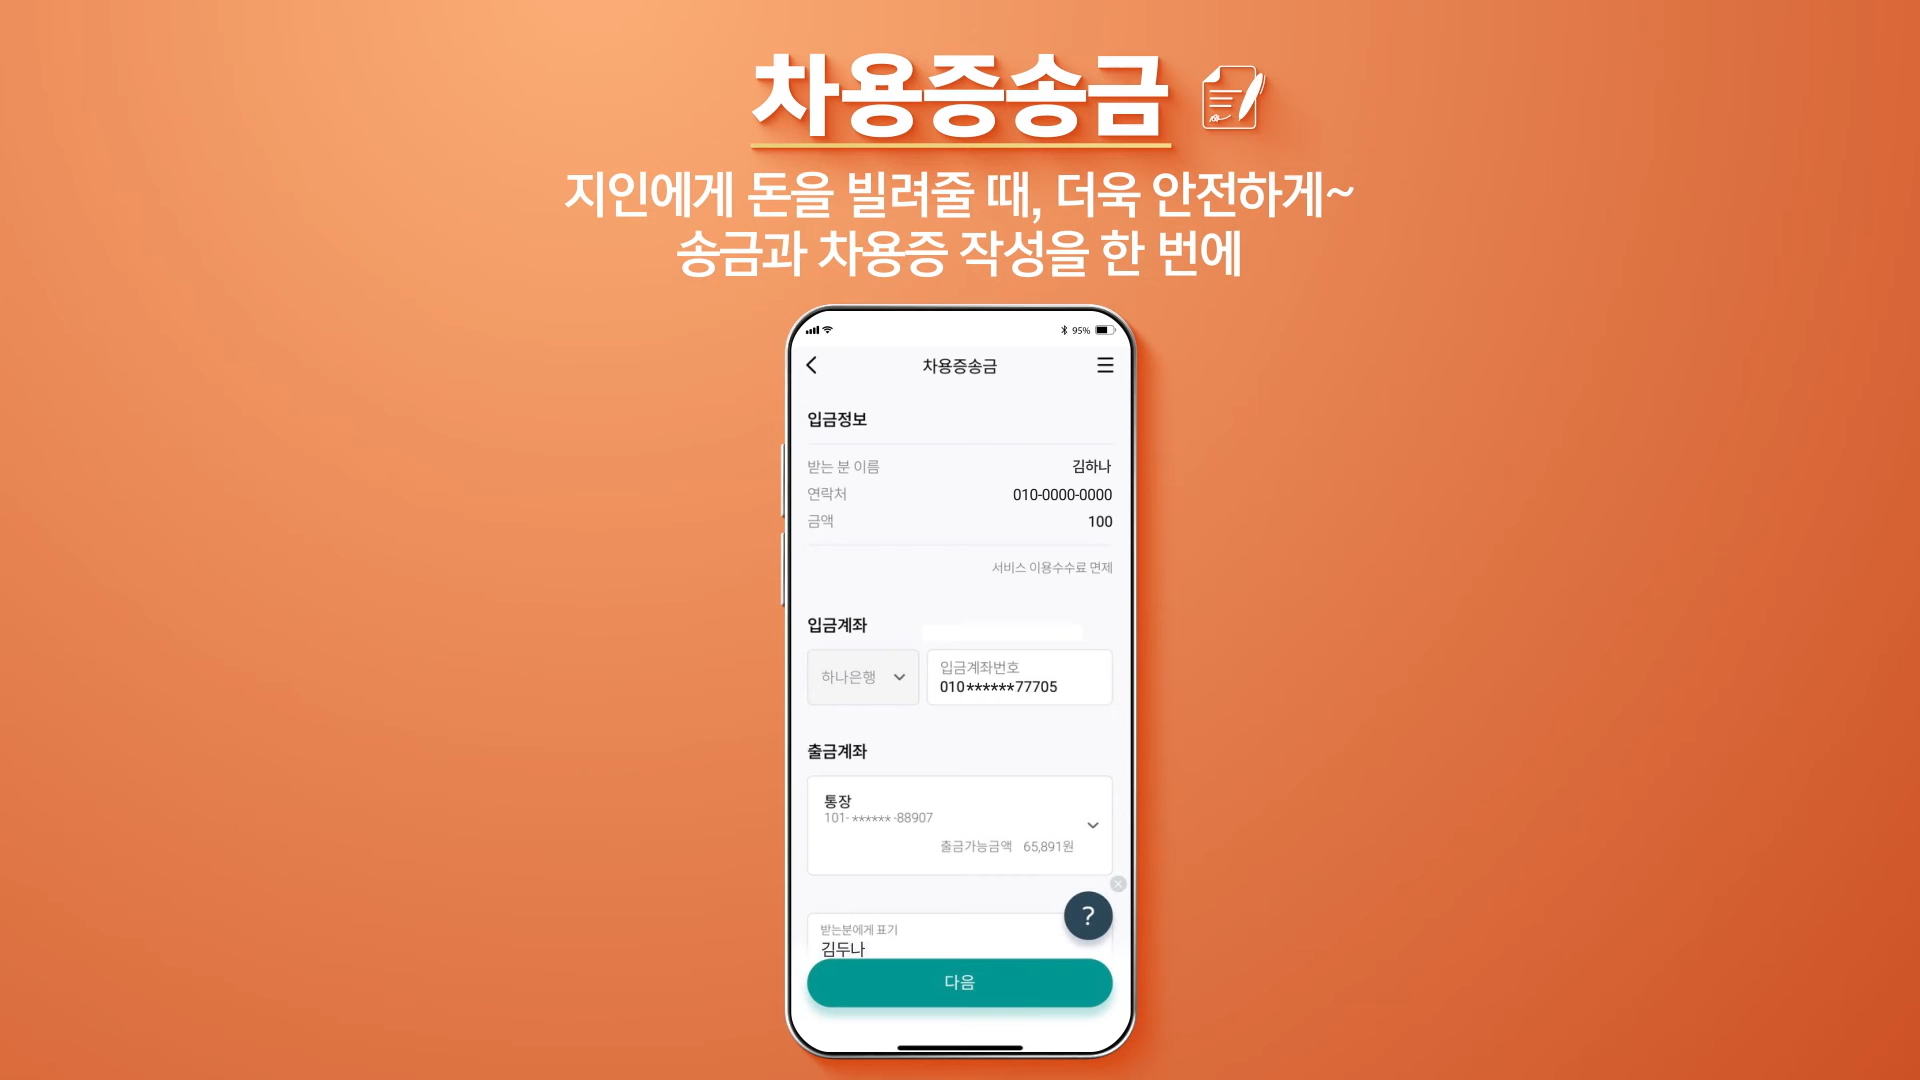 차용증송금
지인에게 돈을 빌려줄 때, 더욱 안전하게~
송금과 차용증 작성을 한 번에
95%
차용증송금
입금정보
받는 분 이름 김하나
연락처 010-0000-0000
금액 100
서비스 이용수수료 면제
입금계좌
하나은행
입금계좌번호
010******77705
출금계좌
통장
101-******-88907
출금가능금액 65,891원
?
받는분에게 표기
김두나
다음